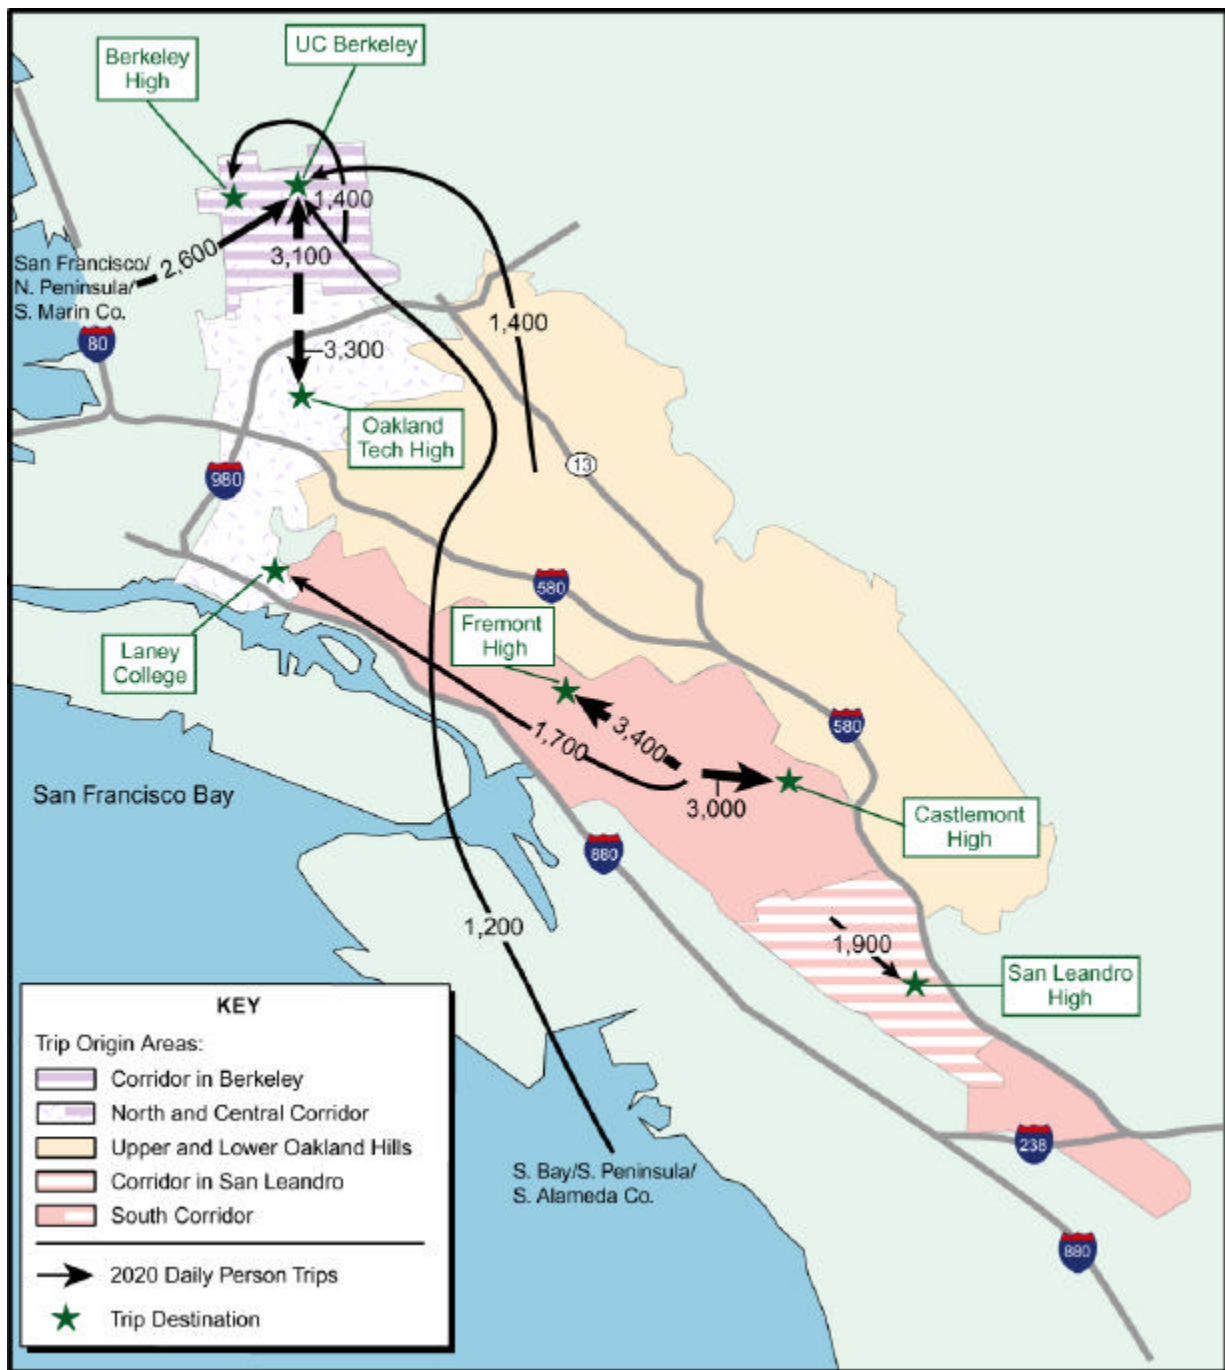 UC Berkeley
Berkeley
High
1,400
2,600
3,100
San Francisco/
N. Peninsula/
S. Marin Co.
1,400
80
3,300
Oakland
Tech High
13
980
580
Fremont
High
Laney
College
3,400
1,700
580
San Francisco Bay
3,000
Castlemont
High
880
1,200
1,900
San Leandro
High
KEY
Trip Origin Areas:
Corridor in Berkeley
North and Central Corridor
Upper and Lower Oakland Hills
Corridor in San Leandro
South Corridor
2020 Daily Person Trips
Trip Destination
238
S. Bay/S. Peninsula/
S. Alameda Co.
880